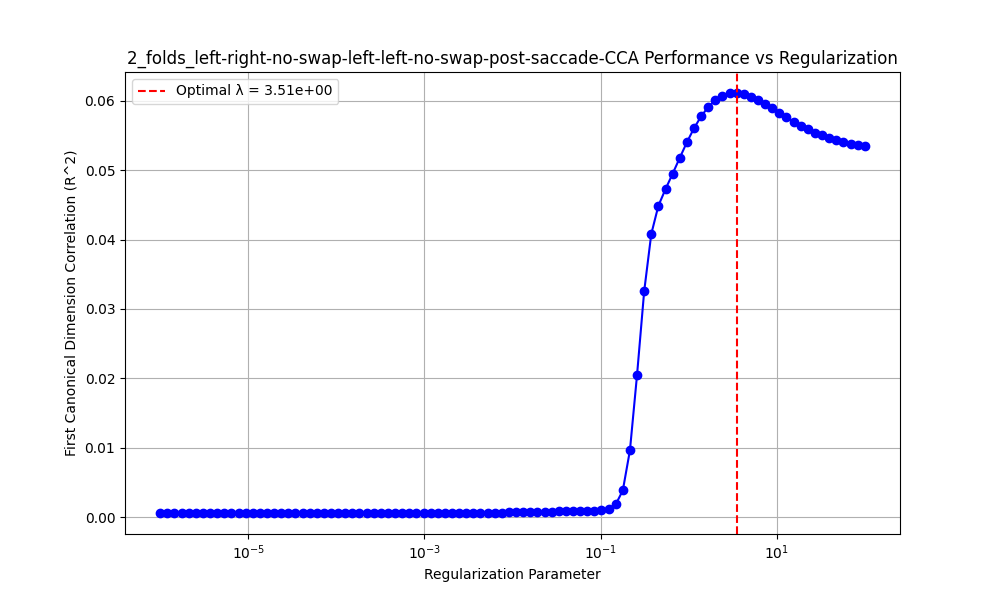 2_folds_left-right-no-swap-left-left-no-swap-post-saccade-CCA Performance vs Regularization
Optimal λ = 3.51e+00
First Canonical Dimension Correlation (R^2)
0.06
0.05
0.04
0.03
0.02
0.01
0.00
10^-5
10^-3
10^-1
10^1
Regularization Parameter